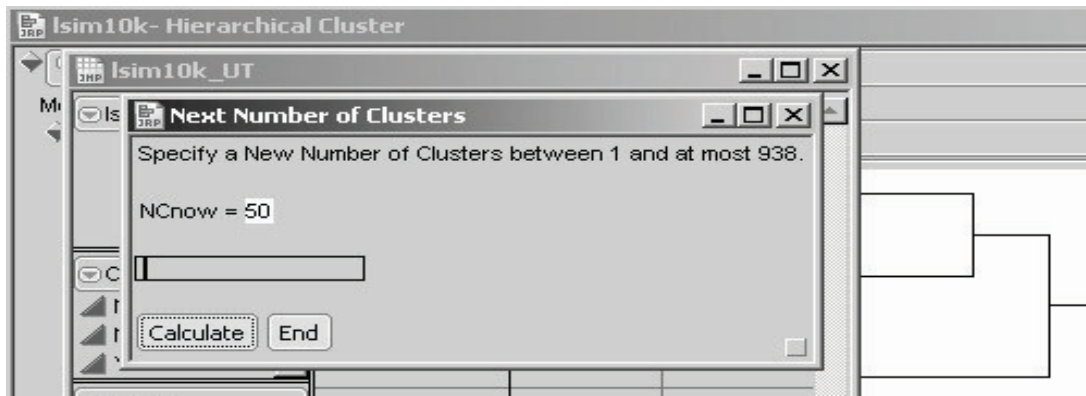 lsim10k- Hierarchical Cluster
lsim10k_UT
Next Number of Clusters
Specify a New Number of Clusters between 1 and at most 938.
NCnow = 50
Calculate
End